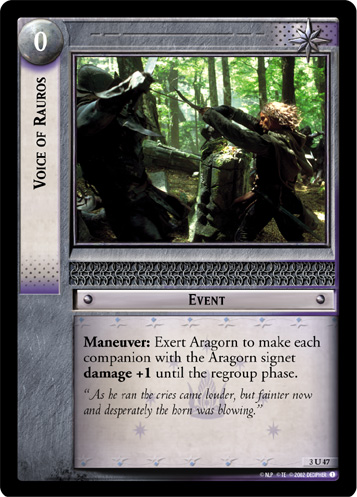 0
VOICE OF RAUROS
EVENT
Maneuver: Exert Aragorn to make each
companion with the Aragorn signet
damage +1 until the regroup phase.
"As he ran the cries came louder, but fainter now
and desperately the horn was blowing."
3 U 47
© N.L.P. ™ T.E. © 2002 DECIPHER